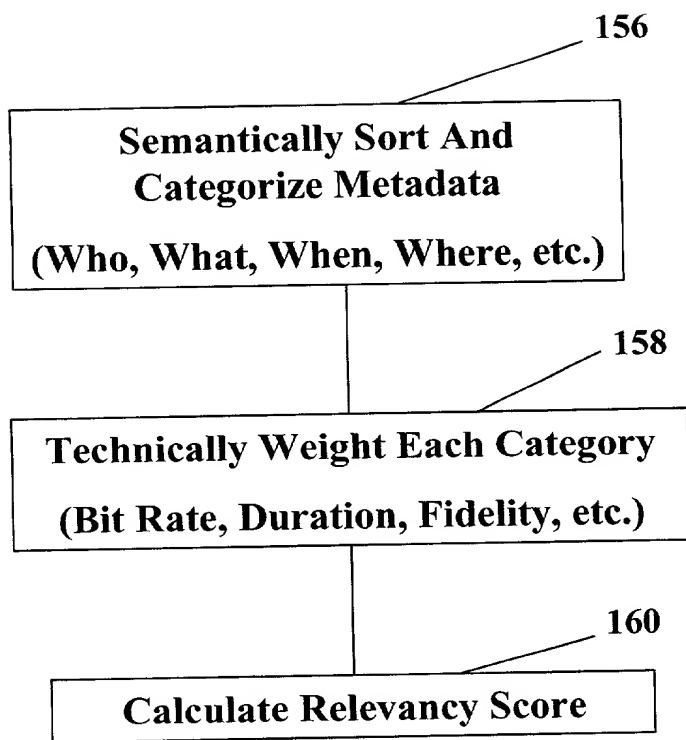 156
Semantically Sort And
Categorize Metadata
(Who, What, When, Where, etc.)
158
Technically Weight Each Category
(Bit Rate, Duration, Fidelity, etc.)
160
Calculate Relevancy Score